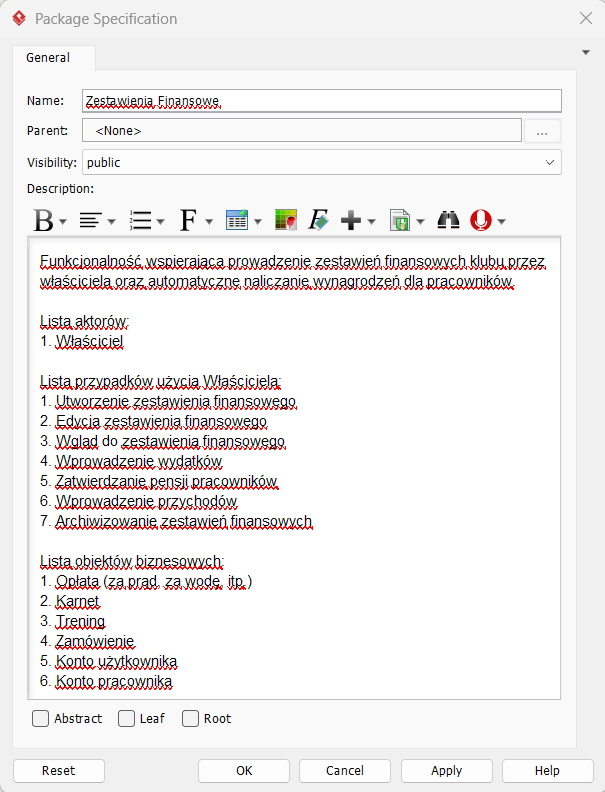 Package Specification
General
Name: Zestawienia Finansowe
Parent: <None> ...
Visibility: public
Description:
B F F
Funkcjonalność wspierająca prowadzenie zestawień finansowych klubu przez
właściciela oraz automatyczne naliczanie wynagrodzeń dla pracowników.
Lista aktorów:
1. Właściciel
Lista przypadków użycia Właściciela:
1. Utworzenie zestawienia finansowego
2. Edycja zestawienia finansowego
3. Wgląd do zestawienia finansowego
4. Wprowadzenie wydatków
5. Zatwierdzanie pensji pracowników
6. Wprowadzenie przychodów
7. Archiwizowanie zestawień finansowych
Lista obiektów biznesowych:
1. Opłata (za prąd, za wodę, itp.)
2. Karnet
3. Trening
4. Zamówienie
5. Konto użytkownika
6. Konto pracownika
Abstract Leaf Root
Reset OK Cancel Apply Help